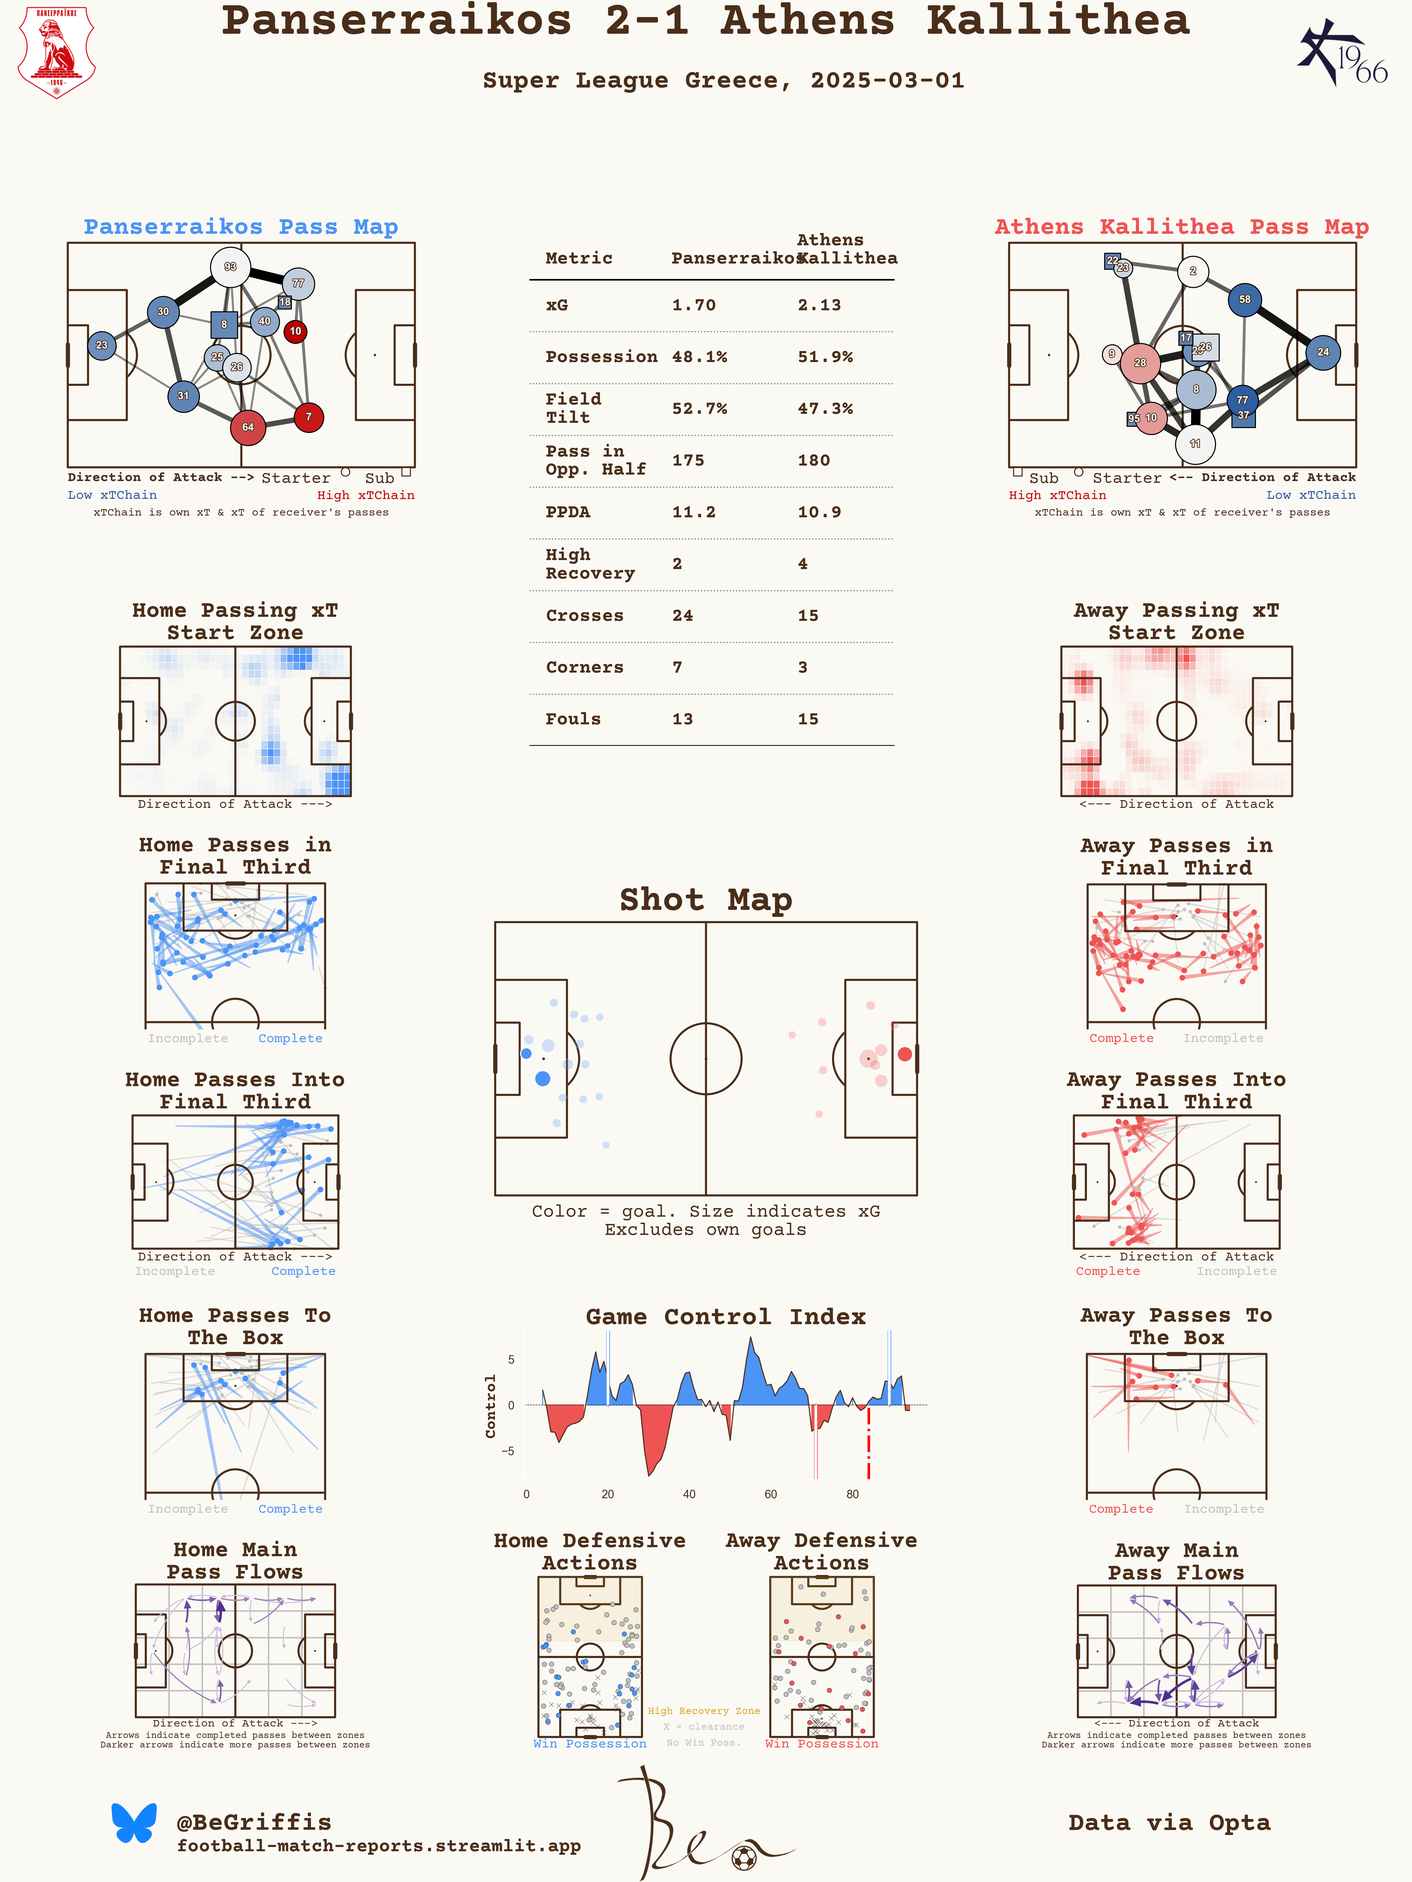 Panserraikos 2-1 Athens Kallithea
Super League Greece, 2025-03-01
ΠΑΝΣΕΡΡΑΪΚΟΣ
1946
1966
Panserraikos Pass Map
93
77
18
30
8
40
10
23
25
26
31
64
7
Direction of Attack --> Starter Sub
Low xTChain High xTChain
xTChain is own xT & xT of receiver's passes
Metric Panserraikos Athens Kallithea
xG 1.70 2.13
Possession 48.1% 51.9%
Field Tilt 52.7% 47.3%
Pass in Opp. Half 175 180
PPDA 11.2 10.9
High Recovery 2 4
Crosses 24 15
Corners 7 3
Fouls 13 15
Athens Kallithea Pass Map
22
23
2
58
17
26
9
28
24
8
77
37
95
10
11
Sub Starter <-- Direction of Attack
High xTChain Low xTChain
xTChain is own xT & xT of receiver's passes
Home Passing xT
Start Zone
Direction of Attack --->
Away Passing xT
Start Zone
<--- Direction of Attack
Home Passes in
Final Third
Incomplete Complete
Shot Map
Color = goal. Size indicates xG
Excludes own goals
Away Passes in
Final Third
Complete Incomplete
Home Passes Into
Final Third
Direction of Attack --->
Incomplete Complete
Away Passes Into
Final Third
<--- Direction of Attack
Complete Incomplete
Home Passes To
The Box
Incomplete Complete
Game Control Index
Control
5
0
−5
0 20 40 60 80
Away Passes To
The Box
Complete Incomplete
Home Main
Pass Flows
Direction of Attack --->
Arrows indicate completed passes between zones
Darker arrows indicate more passes between zones
Home Defensive
Actions
Win Possession
High Recovery Zone
X = clearance
No Win Poss.
Away Defensive
Actions
Win Possession
Away Main
Pass Flows
<--- Direction of Attack
Arrows indicate completed passes between zones
Darker arrows indicate more passes between zones
@BeGriffis
football-match-reports.streamlit.app
Ben
Data via Opta